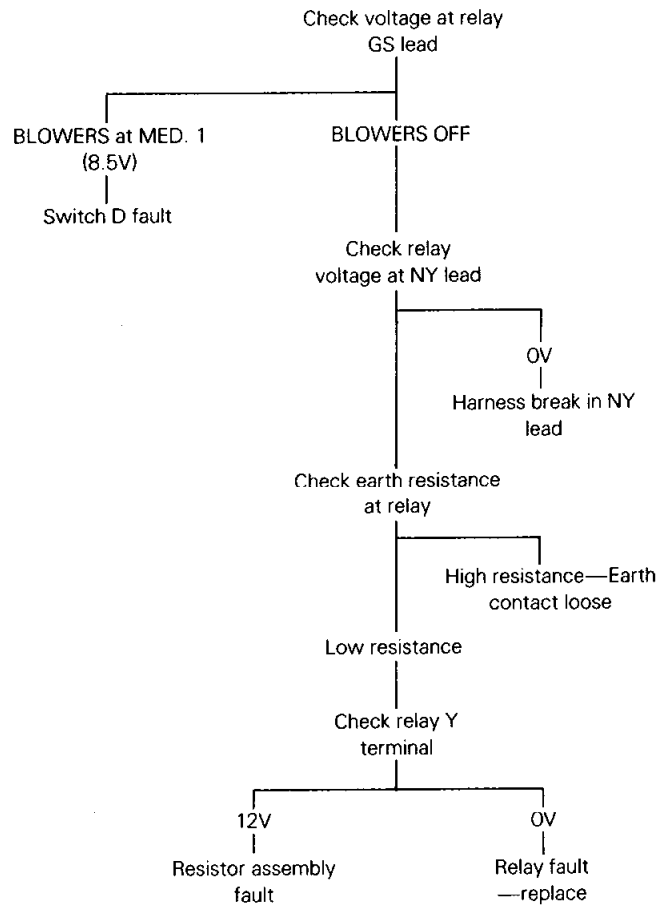 Check voltage at relay
GS lead
BLOWERS at MED. 1
(8.5V)
Switch D fault
BLOWERS OFF
Check relay
voltage at NY lead
OV
Harness break in NY
lead
Check earth resistance
at relay
High resistance—Earth
contact loose
Low resistance
Check relay Y
terminal
12V
Resistor assembly
fault
OV
Relay fault
—replace